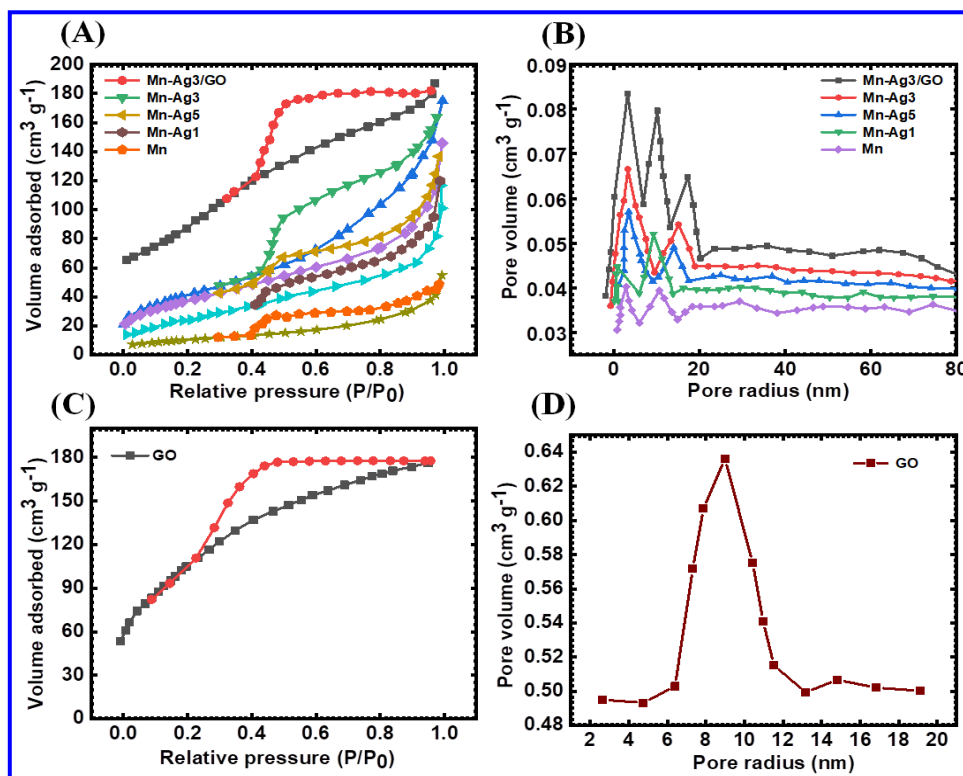 (A)
200
180
160
140
120
100
80
60
40
20
0
Mn-Ag3/GO
Mn-Ag3
Mn-Ag5
Mn-Ag1
Mn
0.0 0.2 0.4 0.6 0.8 1.0
Relative pressure (P/P0)
Volume adsorbed (cm3 g-1)
(B)
0.09
0.08
0.07
0.06
0.05
0.04
0.03
Mn-Ag3/GO
Mn-Ag3
Mn-Ag5
Mn-Ag1
Mn
0 20 40 60 80
Pore radius (nm)
Pore volume (cm3 g-1)
(C)
180
150
120
90
60
30
0
GO
0.0 0.2 0.4 0.6 0.8 1.0
Relative pressure (P/P0)
Volume adsorbed (cm3 g-1)
(D)
0.64
0.62
0.60
0.58
0.56
0.54
0.52
0.50
0.48
GO
2 4 6 8 10 12 14 16 18 20
Pore radius (nm)
Pore volume (cm3 g-1)